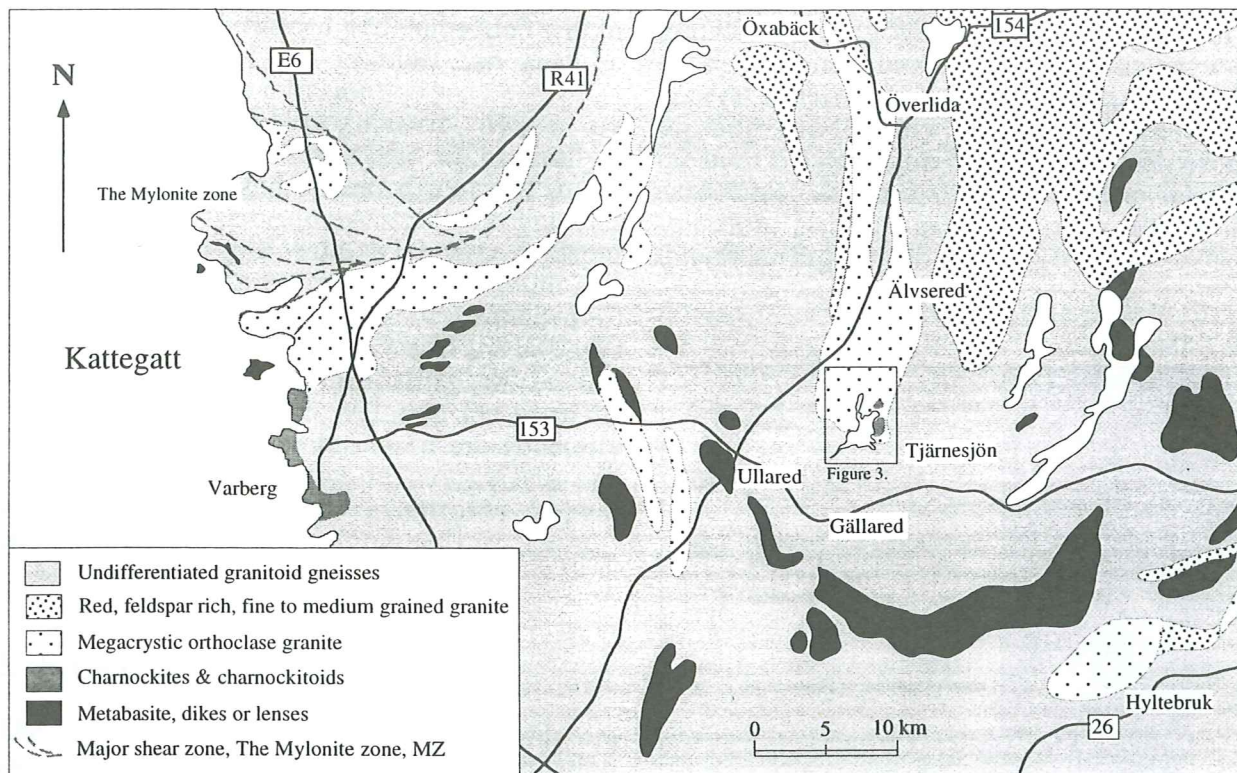 Öxabäck
154
E6
N
R41
Överlida
The Mylonite zone
Älvsered
Kattegatt
153
Tjärnesjön
Ullared
Figure 3.
Varberg
Gällared
Undifferentiated granitoid gneisses
Red, feldspar rich, fine to medium grained granite
Megacrystic orthoclase granite
Charnockites & charnockitoids
Metabasite, dikes or lenses
Major shear zone, The Mylonite zone, MZ
Hyltebruk
0 5 10 km
26